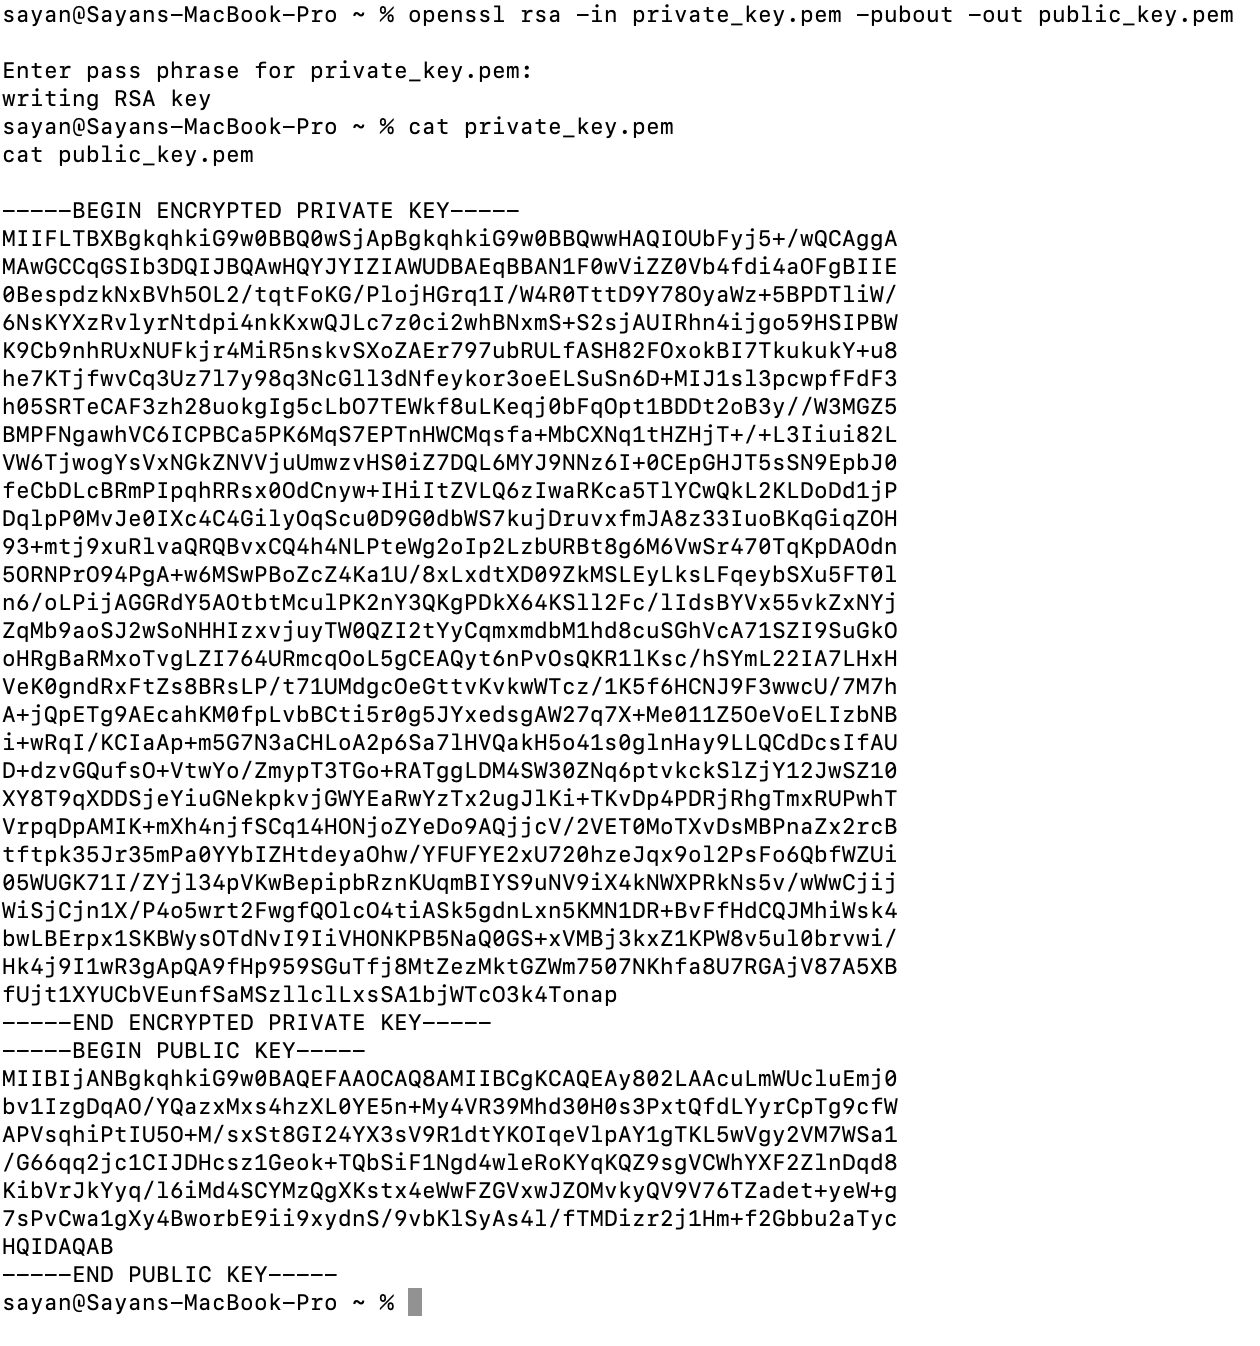 sayan@Sayans-MacBook-Pro ~ % openssl rsa -in private_key.pem -pubout -out public_key.pem
Enter pass phrase for private_key.pem:
writing RSA key
sayan@Sayans-MacBook-Pro ~ % cat private_key.pem
cat public_key.pem
-----BEGIN ENCRYPTED PRIVATE KEY-----
MIIFLTBXBgkqhkiG9w0BBQ0wSjApBgkqhkiG9w0BBQwwHAQIOUbFyj5+/wQCAggA
MAwGCCqGSIb3DQIJBQAwHQYJYIZIAWUDBAEqBBAN1F0wViZZ0Vb4fdi4aOFgBIIE
0BespdzkNxBVh5OL2/tqtFoKG/PlojHGrq1I/W4R0TttD9Y78OyaWz+5BPDTliW/
6NsKYXzRvlyrNtdpi4nkKxwQJLc7z0ci2whBNxmS+S2sjAUIRhn4ijgo59HSIPBW
K9Cb9nhRUxNUFkjr4MiR5nskvSXoZAEr797ubRULfASH82FOxokBI7TkukukY+u8
he7KTjfwvCq3Uz7l7y98q3NcGll3dNfeykor3oeELSuSn6D+MIJ1sl3pcwpfFdF3
h05SRTeCAF3zh28uokgIg5cLbO7TEWkf8uLKeqj0bFqOpt1BDDt2oB3y//W3MGZ5
BMPFNgawhVC6ICPBCa5PK6MqS7EPTnHWCMqsfa+MbCXNq1tHZHjT+/+L3Iiui82L
VW6TjwogYsVxNGkZNVVjuUmwzvHS0iZ7DQL6MYJ9NNz6I+0CEpGHJT5sSN9EpbJ0
feCbDLcBRmPIpqhRRsx0OdCnyw+IHiItZVLQ6zIwaRKca5TlYCwQkL2KLDoDd1jP
DqlpP0MvJe0IXc4C4GilyOqScu0D9G0dbWS7kujDruvxfmJA8z33IuoBKqGiqZOH
93+mtj9xuRlvaQRQBvxCQ4h4NLPteWg2oIp2LzbURBt8g6M6VwSr470TqKpDAOdn
5ORNPrO94PgA+w6MSwPBoZcZ4Ka1U/8xLxdtXD09ZkMSLEyLksLFqeybSXu5FT0l
n6/oLPijAGGRdY5AOtbtMculPK2nY3QKgPDkX64KSll2Fc/lIdsBYVx55vkZxNYj
ZqMb9aoSJ2wSoNHHIzxvjuyTW0QZI2tYyCqmxmdbM1hd8cuSGhVcA71SZI9SuGkO
oHRgBaRMxoTvgLZI764URmcqOoL5gCEAQyt6nPvOsQKR1lKsc/hSYmL22IA7LHxH
VeK0gndRxFtZs8BRsLP/t71UMdgcOeGttvKvkwWTcz/1K5f6HCNJ9F3wwcU/7M7h
A+jQpETg9AEcahKM0fpLvbBCti5r0g5JYxedsgAW27q7X+Me011Z5OeVoELIzbNB
i+wRqI/KCIaAp+m5G7N3aCHLoA2p6Sa7lHVQakH5o41s0glnHay9LLQCdDcsIfAU
D+dzvGQufsO+VtwYo/ZmypT3TGo+RATggLDM4SW30ZNq6ptvkckSlZjY12JwSZ10
XY8T9qXDDSjeYiuGNekpkvjGWYEaRwYzTx2ugJlKi+TKvDp4PDRjRhgTmxRUPwhT
VrpqDpAMIK+mXh4njfSCq14HONjoZYeDo9AQjjcV/2VET0MoTXvDsMBPnaZx2rcB
tftpk35Jr35mPa0YYbIZHtdeyaOhw/YFUFYE2xU720hzeJqx9ol2PsFo6QbfWZUi
05WUGK71I/ZYjl34pVKwBepipbRznKUqmBIYS9uNV9iX4kNWXPRkNs5v/wWwCjij
WiSjCjn1X/P4o5wrt2FwgfQOlcO4tiASk5gdnLxn5KMN1DR+BvFfHdCQJMhiWsk4
bwLBErpx1SKBWysOTdNvI9IiVHONKPB5NaQ0GS+xVMBj3kxZ1KPW8v5ul0brvwi/
Hk4j9I1wR3gApQA9fHp959SGuTfj8MtZezMktGZWm7507NKhfa8U7RGAjV87A5XB
fUjt1XYUCbVEunfSaMSzllclLxsSA1bjWTcO3k4Tonap
-----END ENCRYPTED PRIVATE KEY-----
-----BEGIN PUBLIC KEY-----
MIIBIjANBgkqhkiG9w0BAQEFAAOCAQ8AMIIBCgKCAQEAy802LAAcuLmWUcluEmj0
bv1IzgDqAO/YQazxMxs4hzXL0YE5n+My4VR39Mhd30H0s3PxtQfdLYyrCpTg9cfW
APVsqhiPtIU5O+M/sxSt8GI24YX3sV9R1dtYKOIqeVlpAY1gTKL5wVgy2VM7WSa1
/G66qq2jc1CIJDHcsz1Geok+TQbSiF1Ngd4wleRoKYqKQZ9sgVCWhYXF2ZlnDqd8
KibVrJkYyq/l6iMd4SCYMzQgXKstx4eWwFZGVxwJZOMvkyQV9V76TZadet+yeW+g
7sPvCwa1gXy4BworbE9ii9xydnS/9vbKlSyAs4l/fTMDizr2j1Hm+f2Gbbu2aTyc
HQIDAQAB
-----END PUBLIC KEY-----
sayan@Sayans-MacBook-Pro ~ %